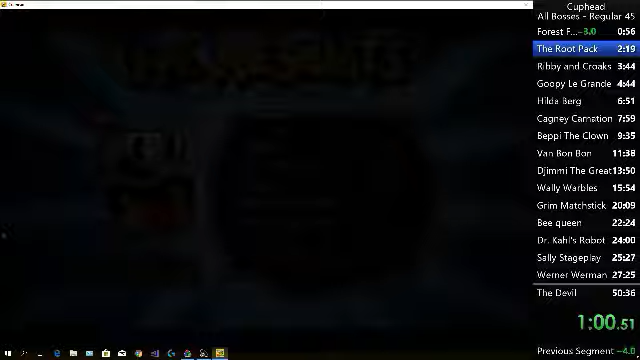 Cuphead
All Bosses - Regular 45
Forest F... -3.0 0:56
The Root Pack 2:19
Ribby and Croaks 3:44
Goopy Le Grande 4:44
Hilda Berg 6:51
Cagney Carnation 7:59
Beppi The Clown 9:35
Van Bon Bon 11:38
Djimmi The Great 13:50
Wally Warbles 15:54
Grim Matchstick 20:09
Bee queen 22:24
Dr. Kahl's Robot 24:00
Sally Stageplay 25:27
Werner Werman 27:25
The Devil 50:36
1:00.51
Previous Segment -4.0